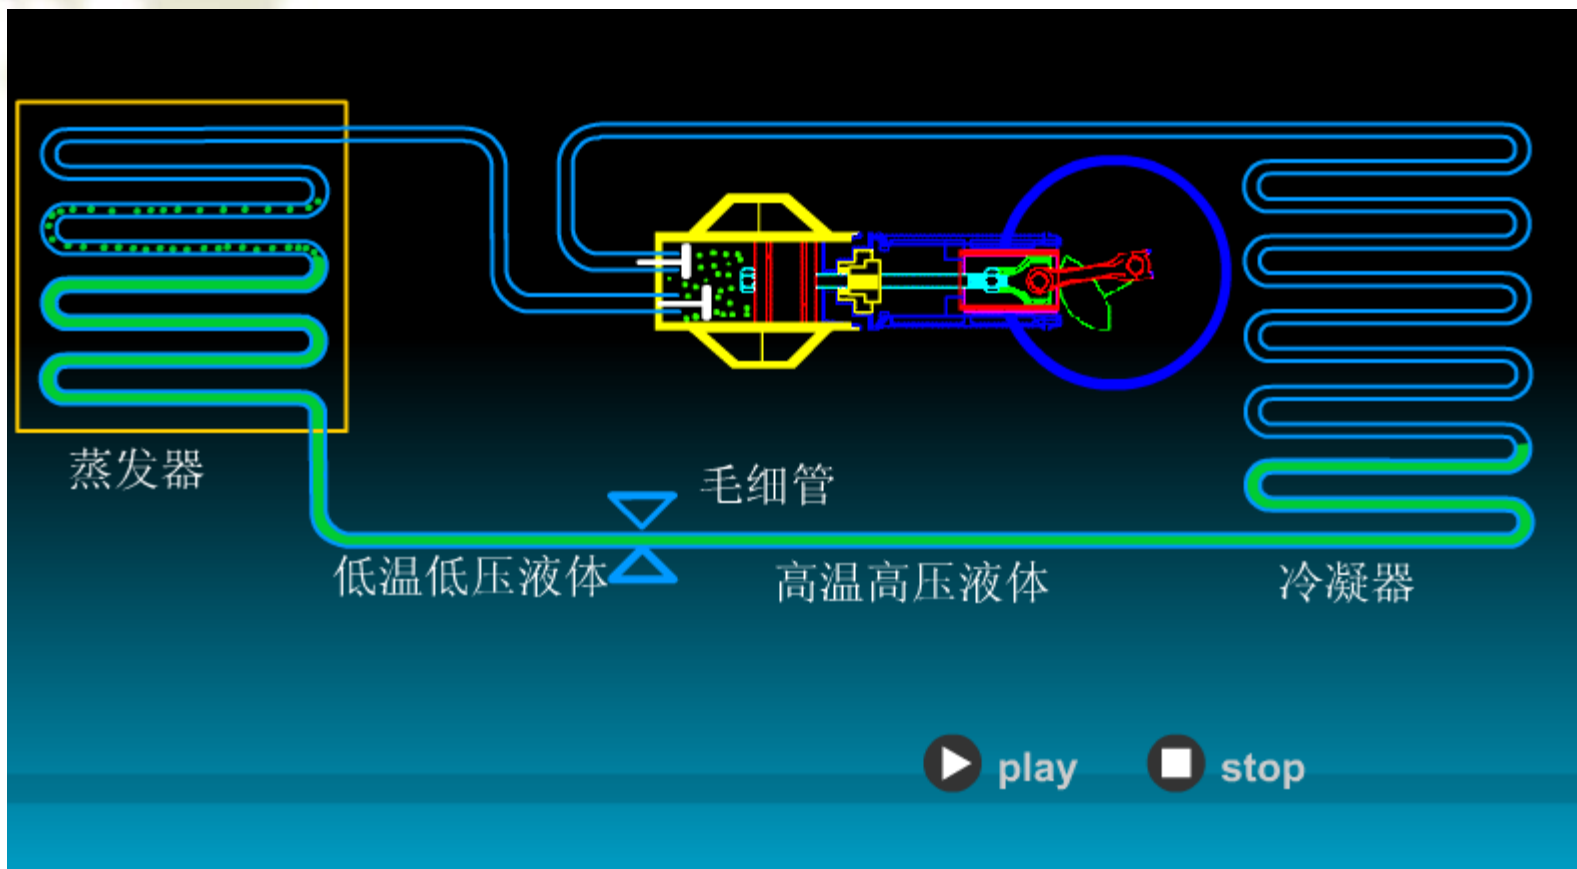 蒸发器
毛细管
低温低压液体
高温高压液体
冷凝器
play
stop